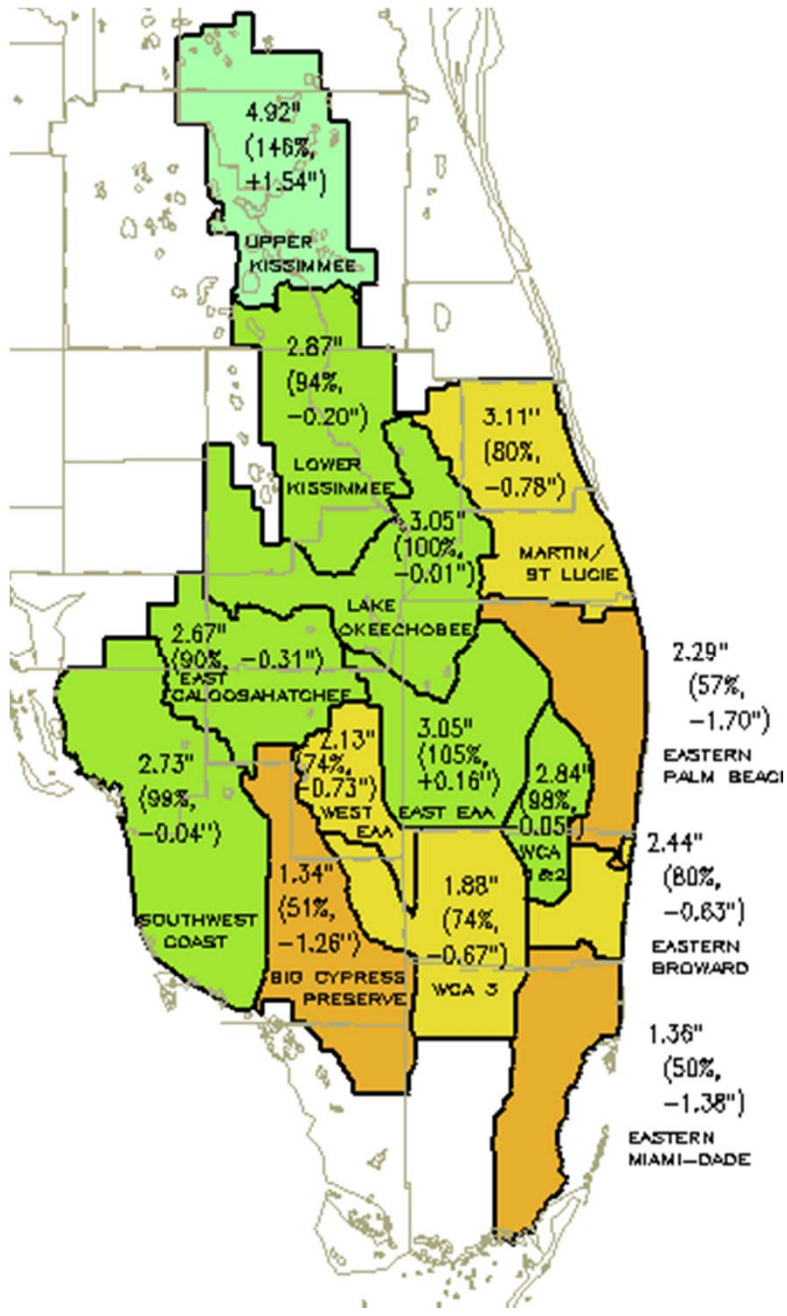 4.92"
(146%,
+1.54")
UPPER
KISSIMMEE
2.87"
(94%,
-0.20")
LOWER
KISSIMMEE
3.11"
(80%,
-0.78")
MARTIN/
ST LUCIE
3.05"
(100%,
-0.01")
LAKE
OKEECHOBEE
2.67"
(90%, -0.31")
EAST
CALOOSAHATCHEE
2.29"
(57%,
-1.70")
EASTERN
PALM BEACH
2.73"
(99%,
-0.04")
SOUTHWEST
COAST
2.13"
(74%,
-0.73")
WEST
EAA
3.05"
(105%,
+0.16")
EAST EAA
2.84"
(98%,
-0.05"
WCA
1&2
2.44"
(80%,
-0.63")
EASTERN
BROWARD
1.34"
(51%,
-1.26")
BIG CYPRESS
PRESERVE
1.88"
(74%,
-0.67")
WCA 3
1.36"
(50%,
-1.38")
EASTERN
MIAMI-DADE